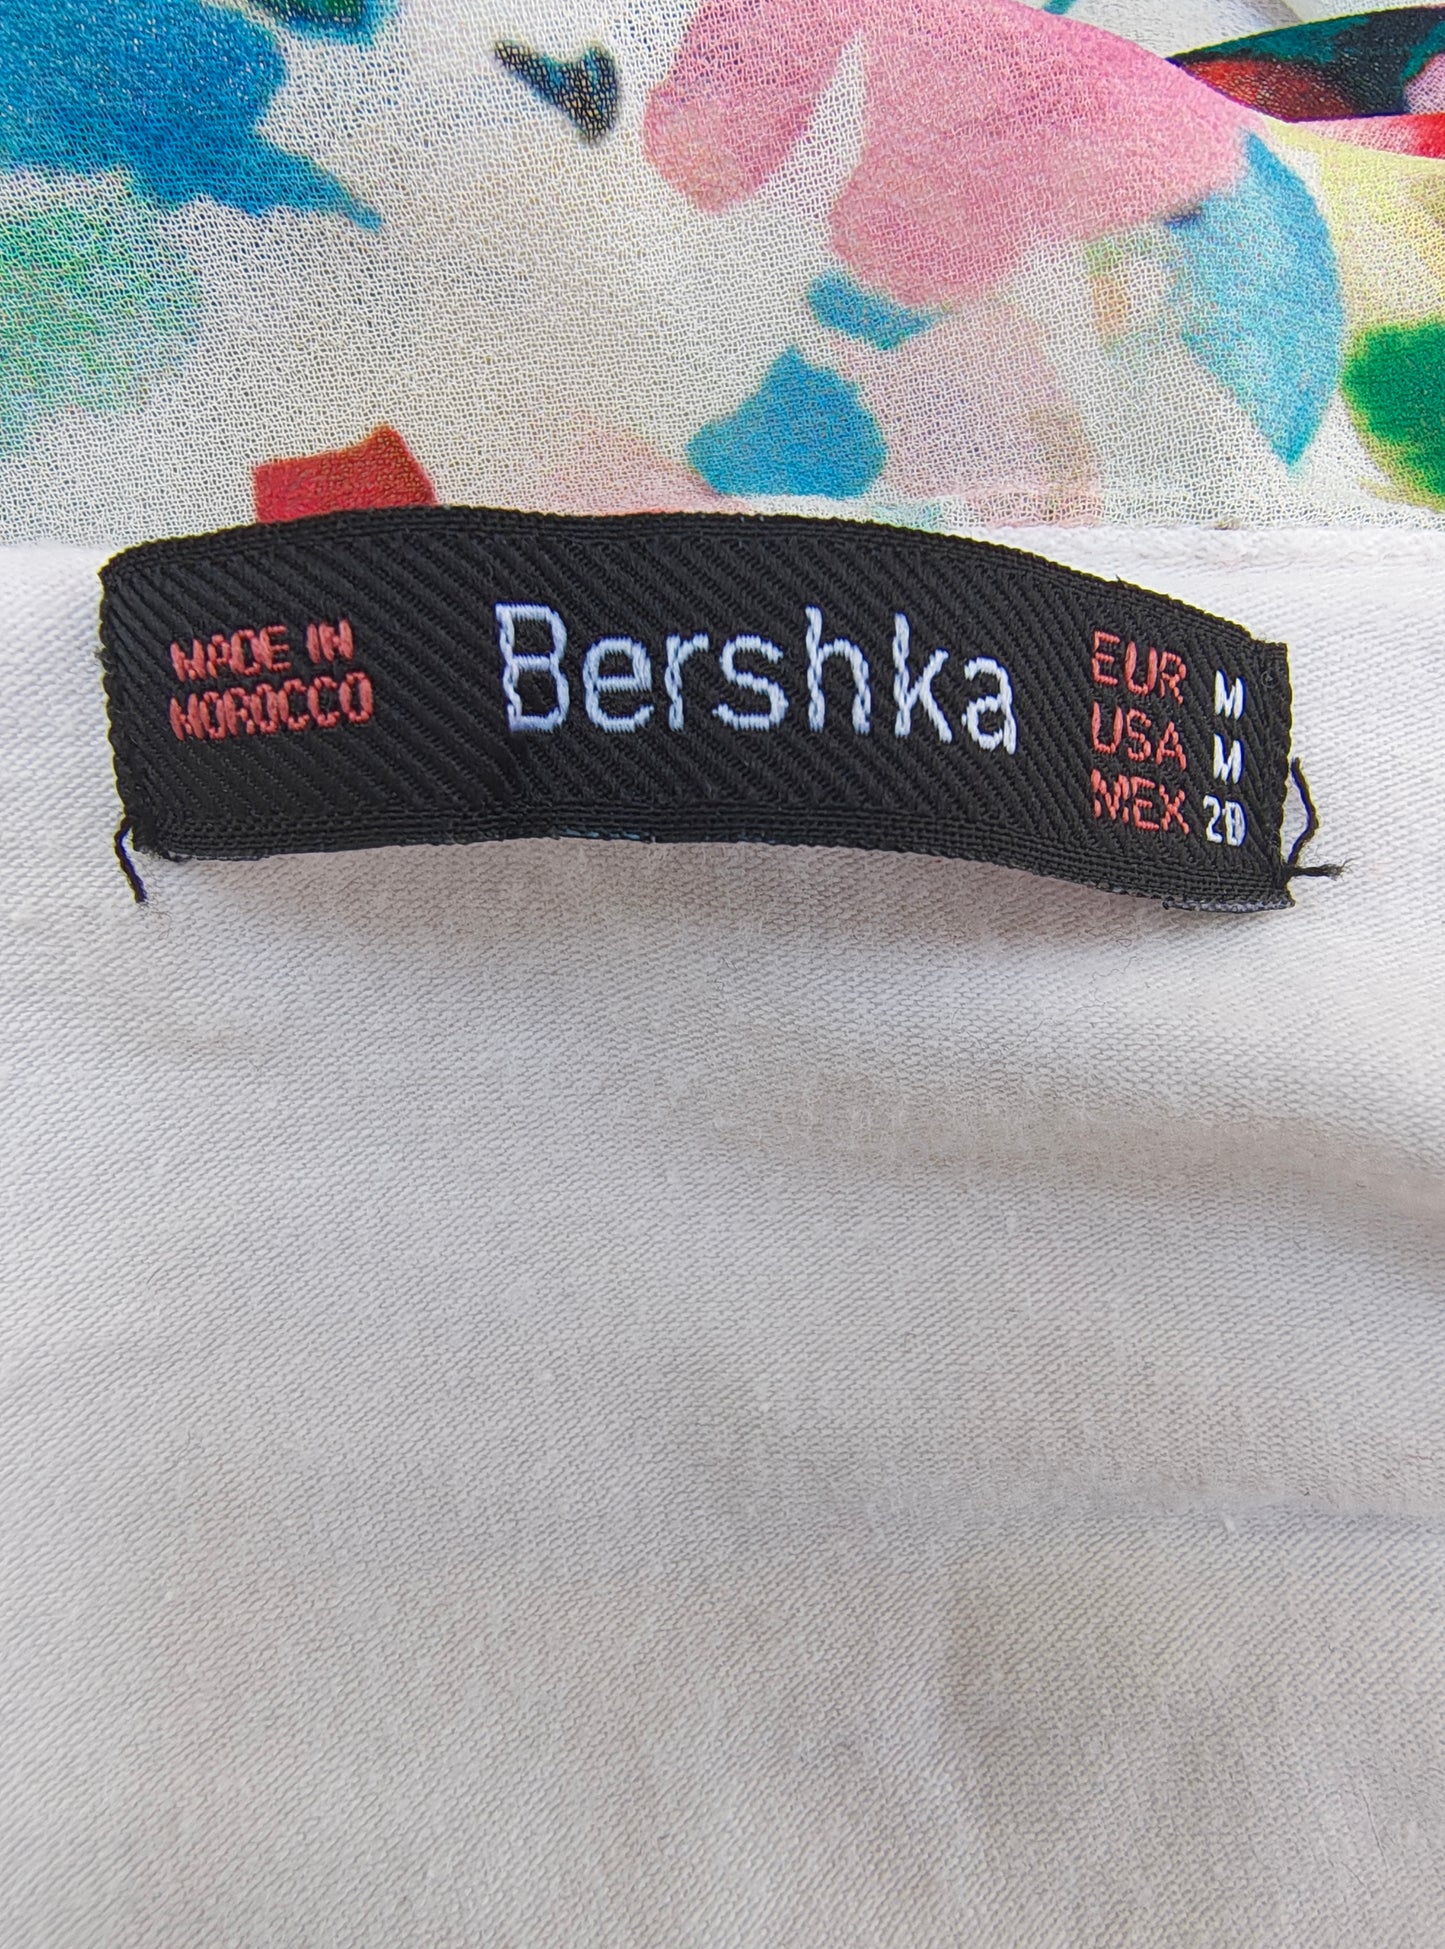 MADE IN
MOROCCO
Bershka
EUR M
USA M
MEX 28